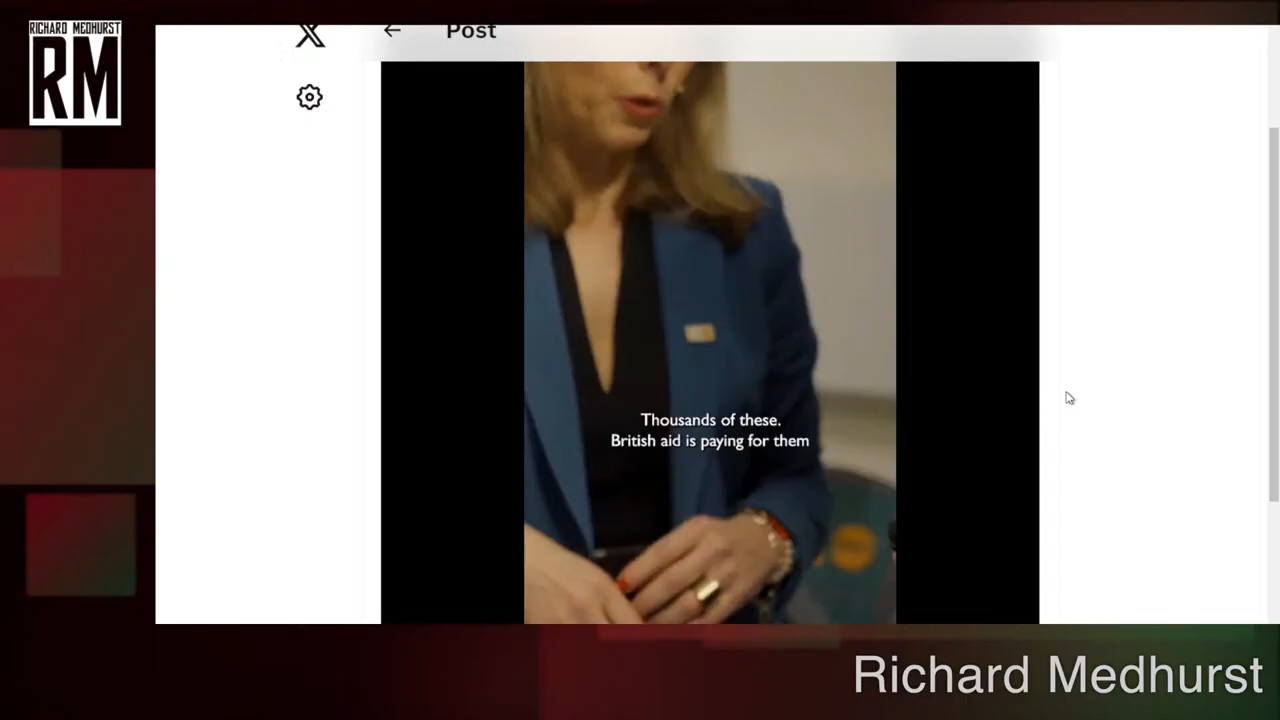 RICHARD MEDHURST
RM
X
Post
Thousands of these.
British aid is paying for them
Richard Medhurst